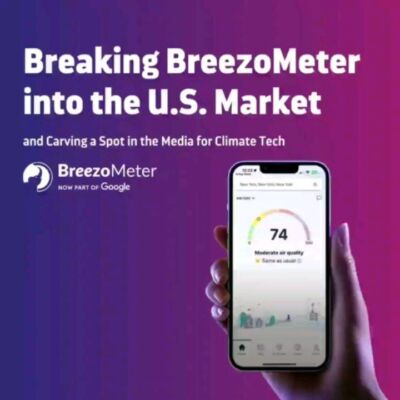 Breaking BreezoMeter
into the U.S. Market
and Carving a Spot in the Media for Climate Tech
BreezoMeter
NOW PART OF Google
New York, New York, New York
74
Moderate air quality
Same as usual